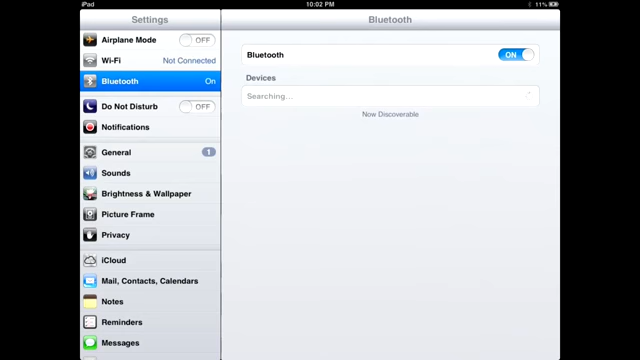 iPad 10:02 PM 11%
Settings
Bluetooth
Airplane Mode OFF
Wi-Fi Not Connected
Bluetooth On
Do Not Disturb OFF
Notifications
General 1
Sounds
Brightness & Wallpaper
Picture Frame
Privacy
iCloud
Mail, Contacts, Calendars
Notes
Reminders
Messages
Bluetooth ON
Devices
Searching...
Now Discoverable